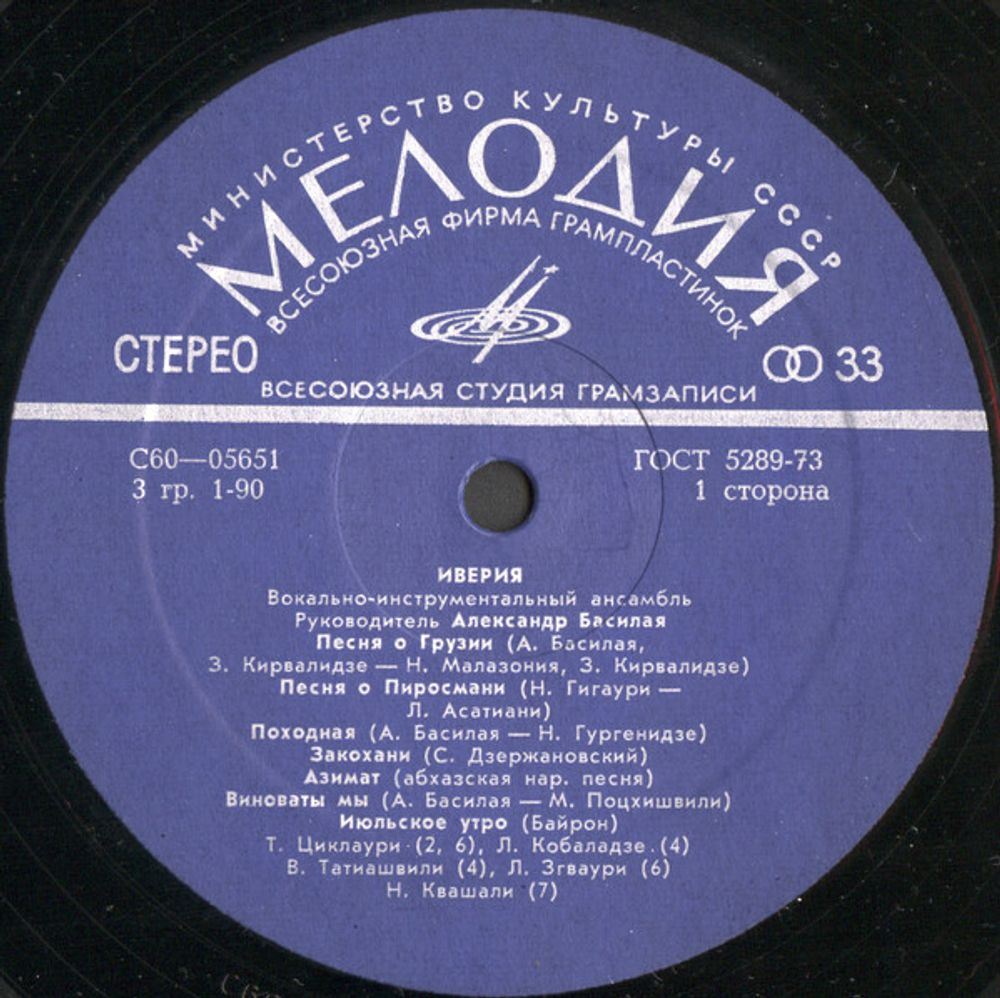 МИНИСТЕРСТВО КУЛЬТУРЫ СССР
МЕЛОДИЯ
ВСЕСОЮЗНАЯ ФИРМА ГРАМПЛАСТИНОК
СТЕРЕО
33
ВСЕСОЮЗНАЯ СТУДИЯ ГРАМЗАПИСИ
С60—05651 ГОСТ 5289-73
3 гр. 1-90 1 сторона
ИВЕРИЯ
Вокально-инструментальный ансамбль
Руководитель Александр Басилая
Песня о Грузии (А. Басилая,
З. Кирвалидзе — Н. Малазония, З. Кирвалидзе)
Песня о Пиросмани (Н. Гигаури —
Л. Асатиани)
Походная (А. Басилая — Н. Гургенидзе)
Закохани (С. Дзержановский)
Азимат (абхазская нар. песня)
Виноваты мы (А. Басилая — М. Поцхишвили)
Июльское утро (Байрон)
Т. Циклаури (2, 6), Л. Кобаладзе (4)
В. Татиашвили (4), Л. Згваури (6)
Н. Квашали (7)